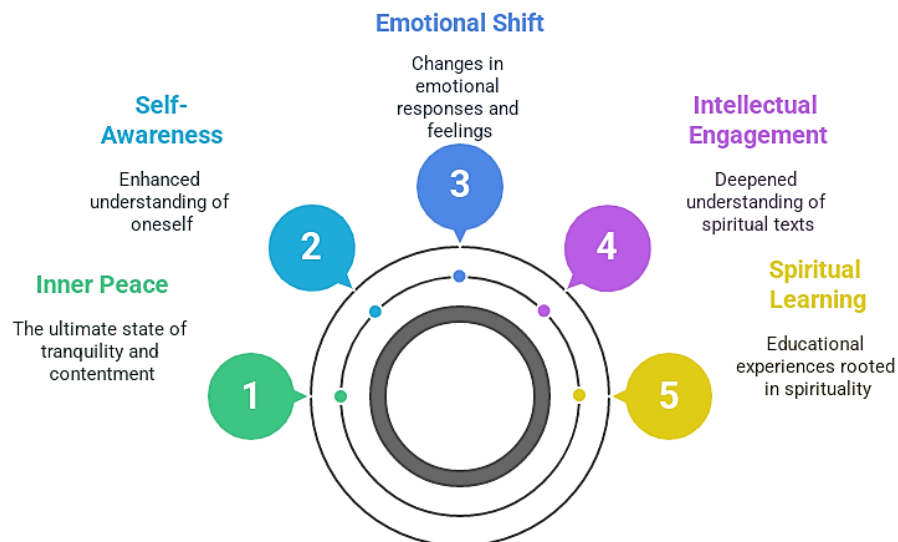 Emotional Shift
Changes in
emotional
responses and
feelings
Self-
Awareness
Enhanced
understanding of
oneself
Intellectual
Engagement
Deepened
understanding of
spiritual texts
3
2
4
Inner Peace
The ultimate state of
tranquility and
contentment
Spiritual
Learning
Educational
experiences rooted
in spirituality
1
5